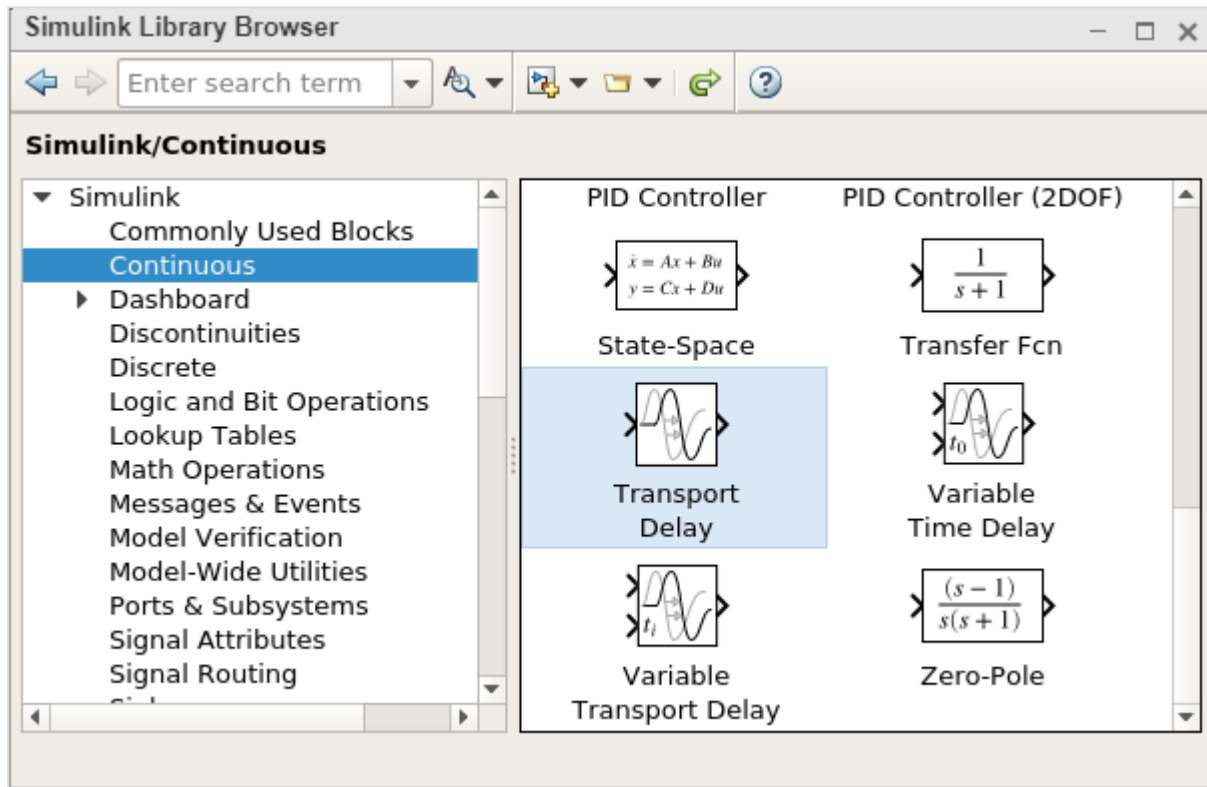 Simulink Library Browser
Enter search term
Simulink/Continuous
Simulink
Commonly Used Blocks
Continuous
Dashboard
Discontinuities
Discrete
Logic and Bit Operations
Lookup Tables
Math Operations
Messages & Events
Model Verification
Model-Wide Utilities
Ports & Subsystems
Signal Attributes
Signal Routing
PID Controller
PID Controller (2DOF)
ẋ = Ax + Bu
y = Cx + Du
State-Space
1
s + 1
Transfer Fcn
Transport
Delay
t₀
Variable
Time Delay
tᵢ
Variable
Transport Delay
(s − 1)
s(s + 1)
Zero-Pole